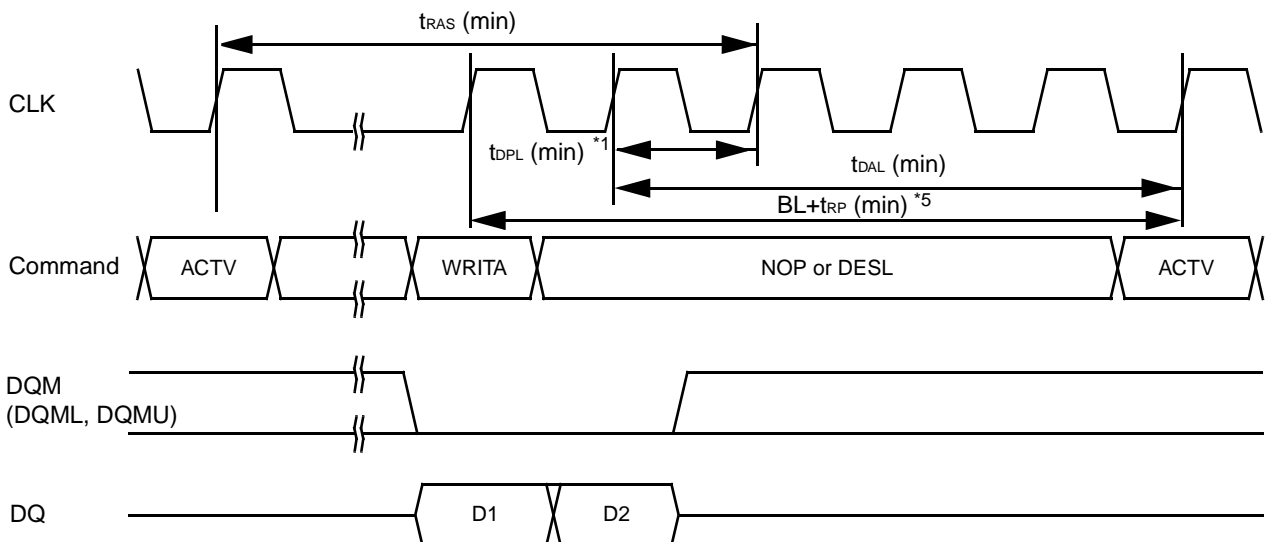 tRAS (min)
CLK
tDPL (min) *1
tDAL (min)
BL+tRP (min) *5
Command
ACTV
WRITA
NOP or DESL
ACTV
DQM
(DQML, DQMU)
DQ
D1
D2